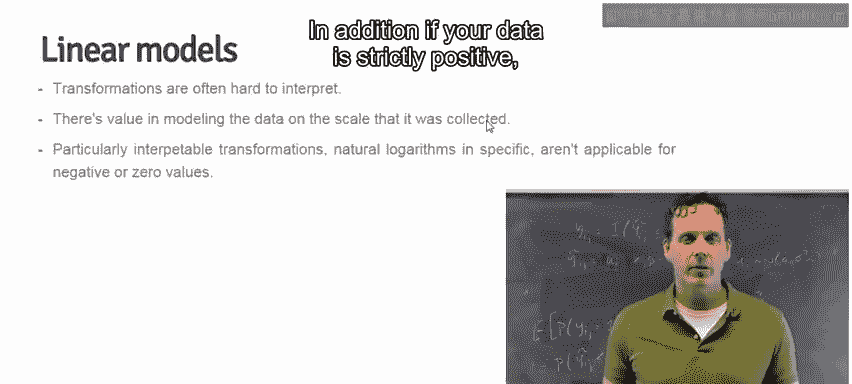 In addition if your data
is strictly positive,
Linear models
- Transformations are often hard to interpret.
- There's value in modeling the data on the scale that it was collected.
- Particularly interpetable transformations, natural logarithms in specific, aren't applicable for
negative or zero values.